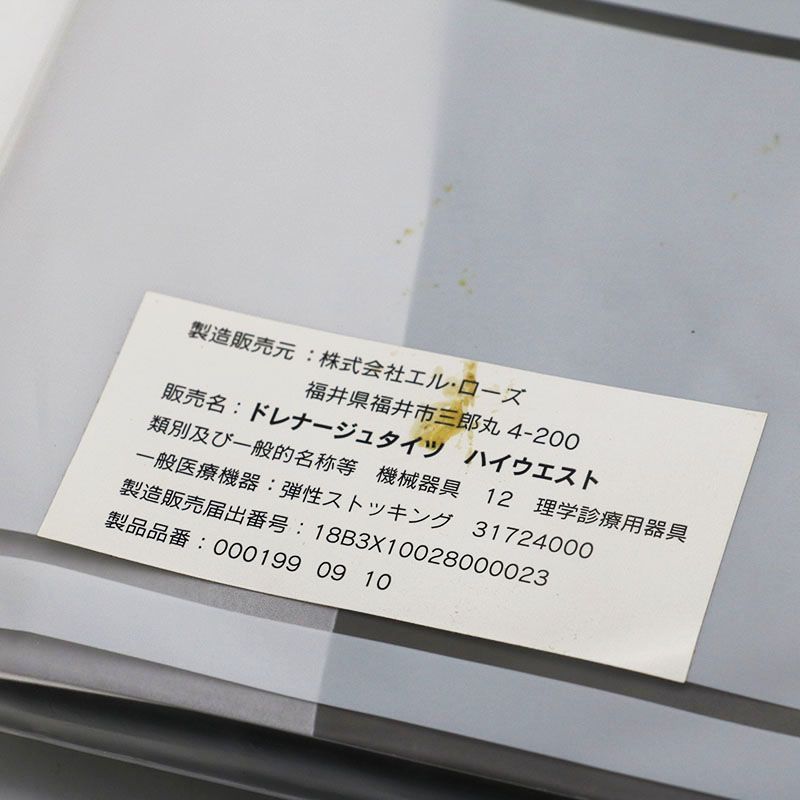 製造販売元：株式会社エル・ローズ
福井県福井市三郎丸 4-200
販売名：ドレナージュタイツ ハイウエスト
類別及び一般的名称等 機械器具 12 理学診療用器具
一般医療機器：弾性ストッキング 31724000
製造販売届出番号：18B3X10028000023
製品品番：000199 09 10